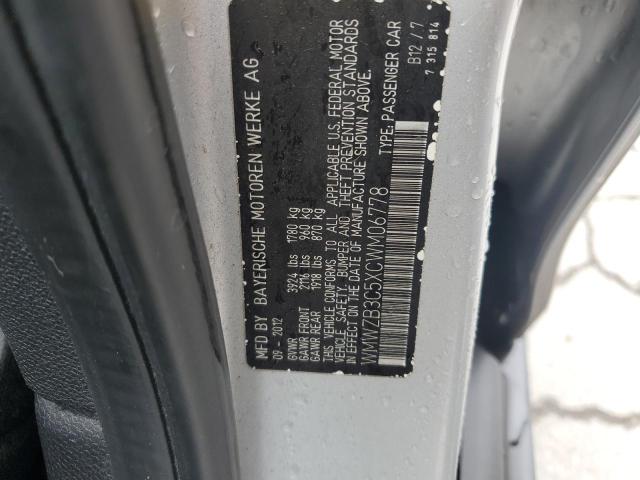 MFD BY BAYERISCHE MOTOREN WERKE AG
09 - 2012
GVWR 3924 lbs 1780 kg
GAWR FRONT 2116 lbs 960 kg
GAWR REAR 1918 lbs 870 kg
THIS VEHICLE CONFORMS TO ALL APPLICABLE U.S. FEDERAL MOTOR
VEHICLE SAFETY, BUMPER AND THEFT PREVENTION STANDARDS
IN EFFECT ON THE DATE OF MANUFACTURE SHOWN ABOVE.
WMWZB3C5XCWM06778 TYPE: PASSENGER CAR
B12 / 7
7 315 814